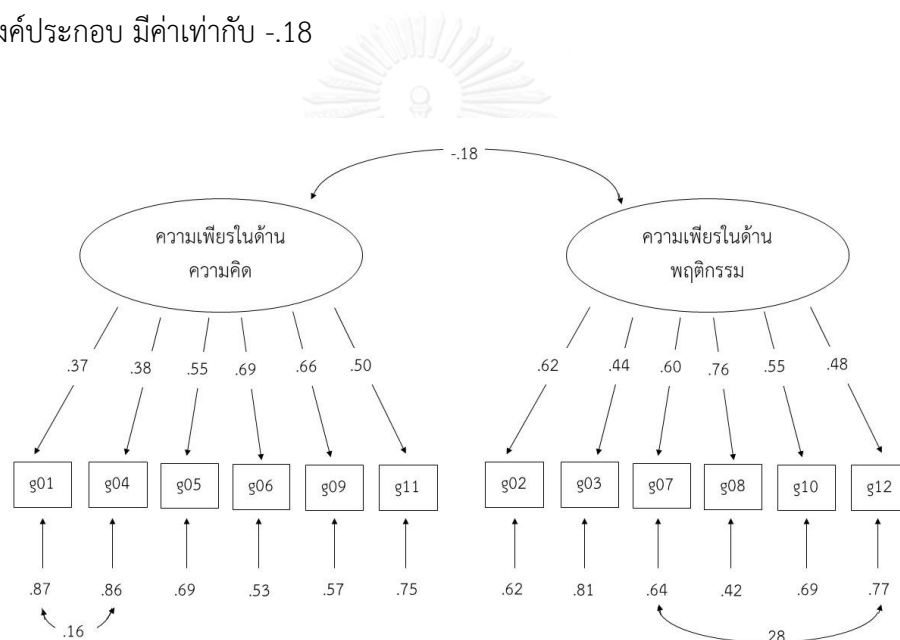 งค์ประกอบ มีค่าเท่ากับ -.18
-.18
ความเพียรในด้าน
ความคิด
ความเพียรในด้าน
พฤติกรรม
.37 .38 .55 .69 .66 .50
.62 .44 .60 .76 .55 .48
g01 g04 g05 g06 g09 g11
g02 g03 g07 g08 g10 g12
.87 .86 .69 .53 .57 .75
.62 .81 .64 .42 .69 .77
.16
.28